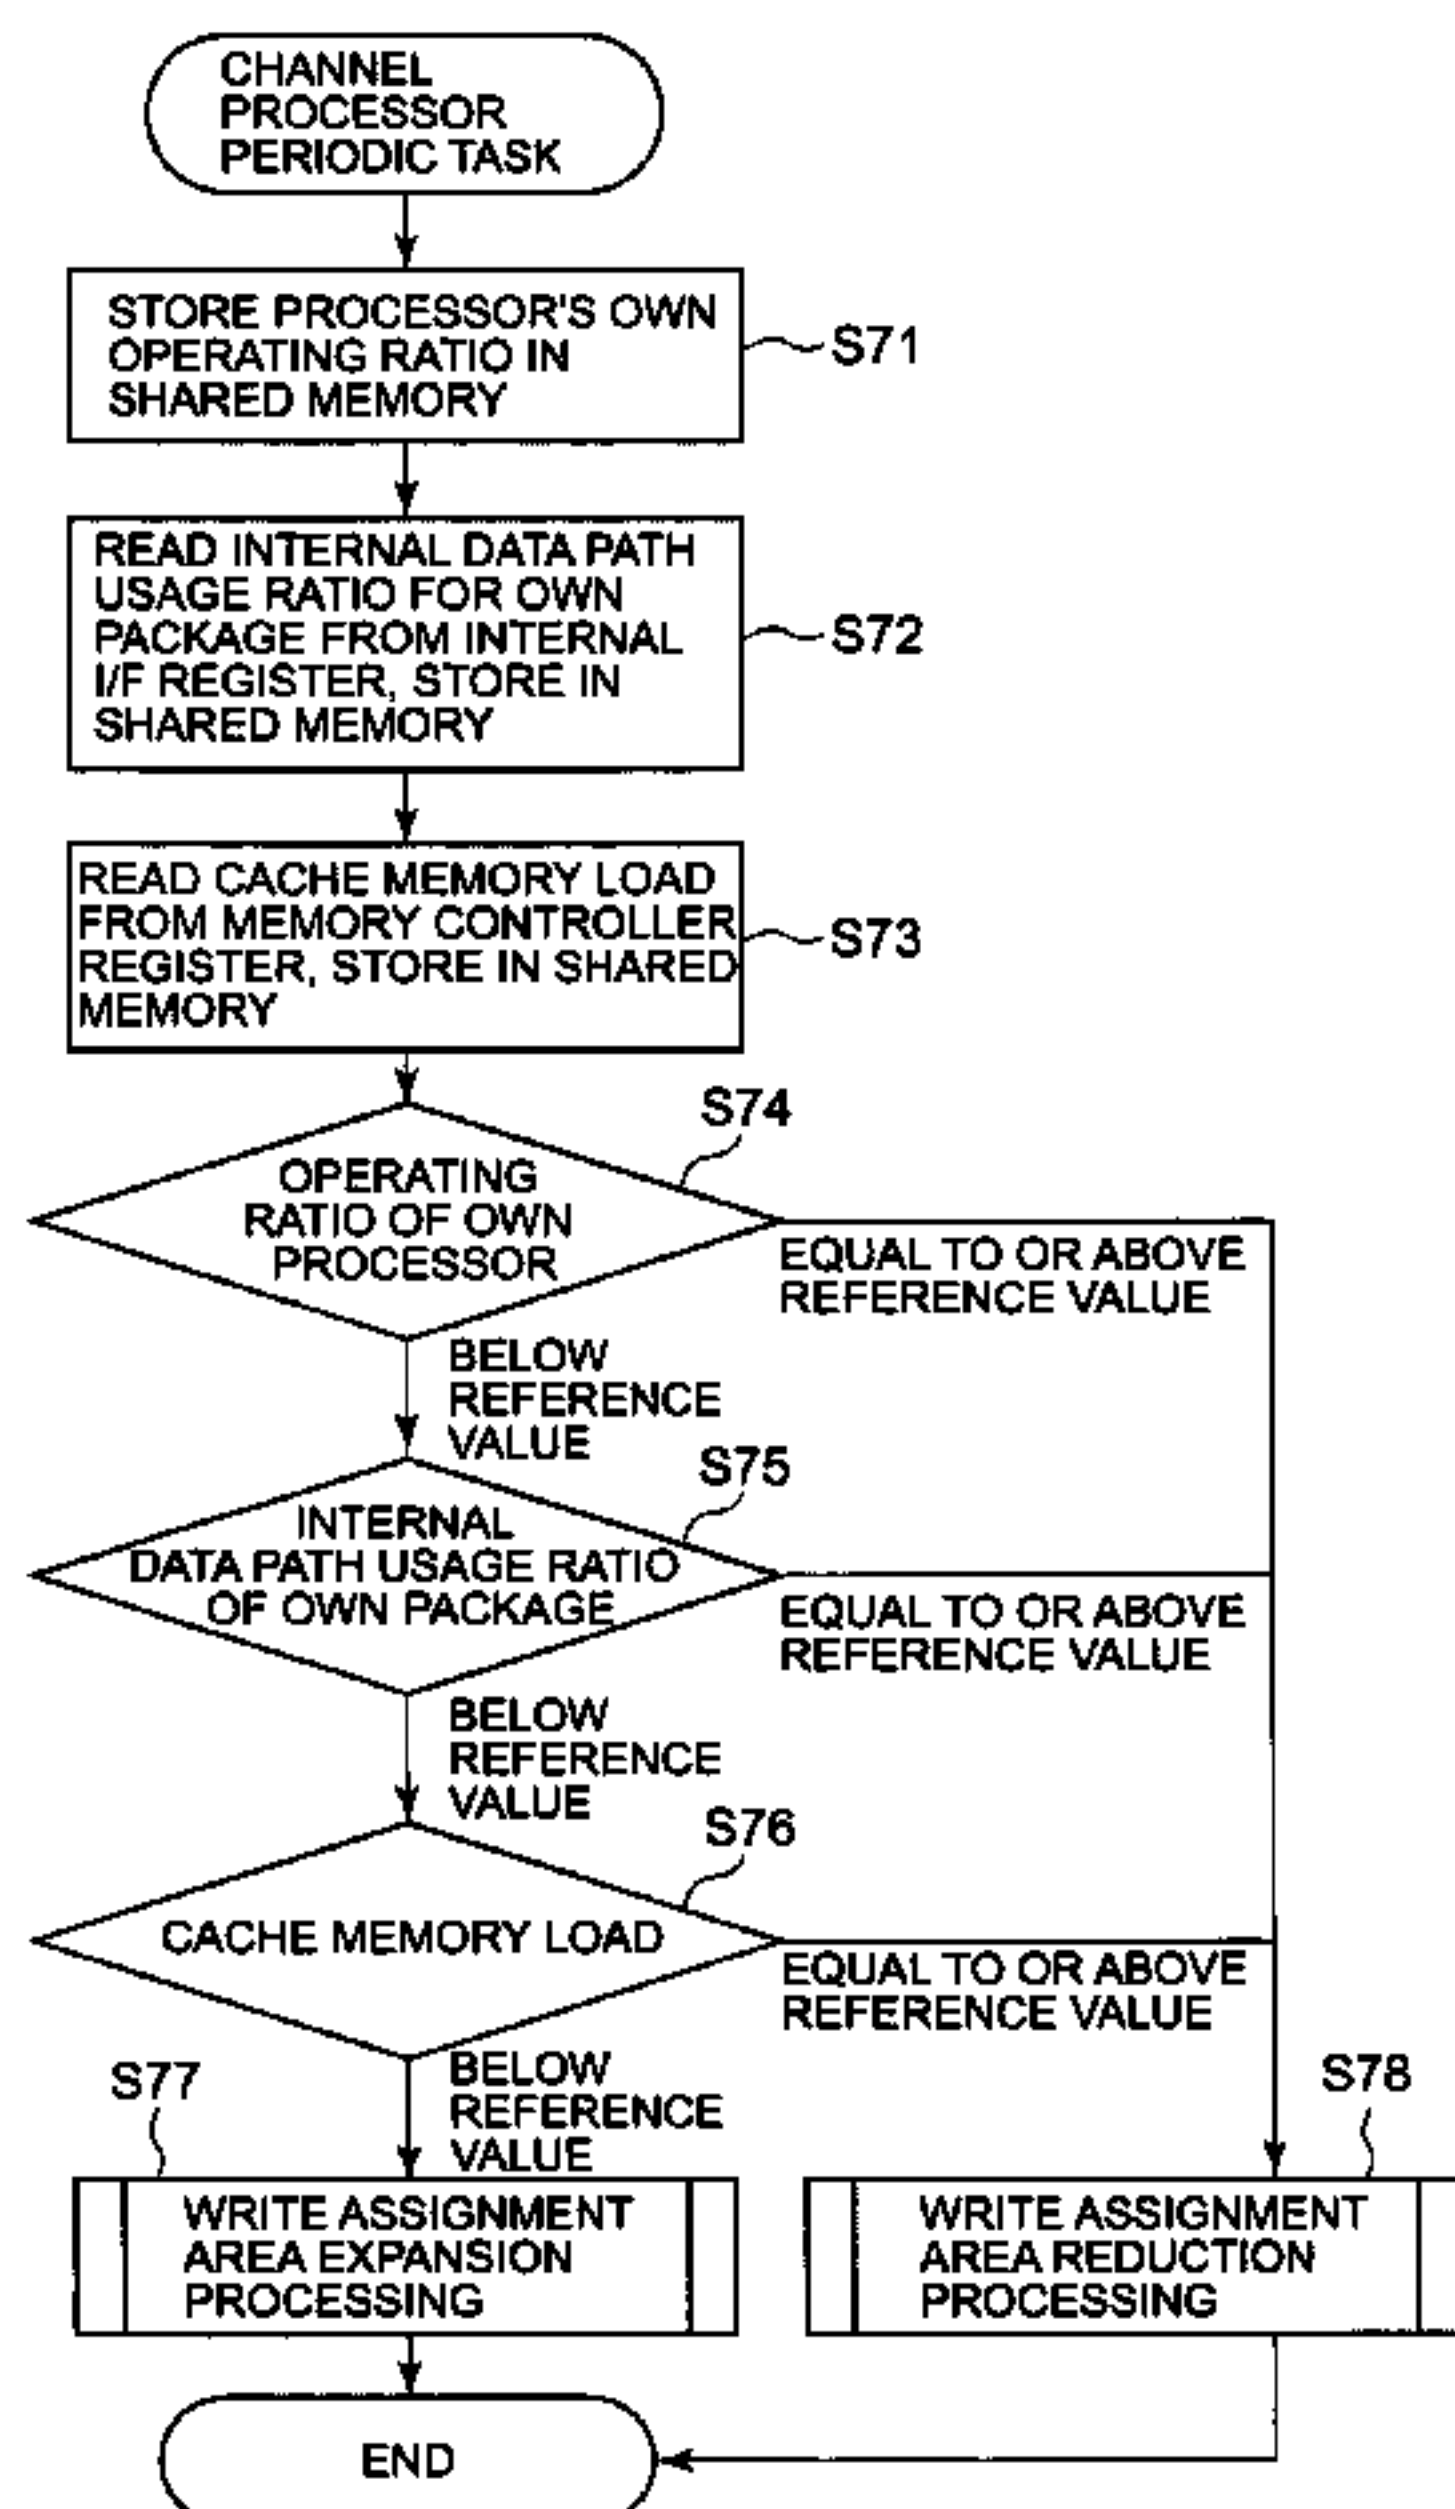 CHANNEL
PROCESSOR
PERIODIC TASK
STORE PROCESSOR'S OWN
OPERATING RATIO IN
SHARED MEMORY
S71
READ INTERNAL DATA PATH
USAGE RATIO FOR OWN
PACKAGE FROM INTERNAL
I/F REGISTER, STORE IN
SHARED MEMORY
S72
READ CACHE MEMORY LOAD
FROM MEMORY CONTROLLER
REGISTER, STORE IN SHARED
MEMORY
S73
S74
OPERATING
RATIO OF OWN
PROCESSOR
EQUAL TO OR ABOVE
REFERENCE VALUE
BELOW
REFERENCE
VALUE
S75
INTERNAL
DATA PATH USAGE RATIO
OF OWN PACKAGE
EQUAL TO OR ABOVE
REFERENCE VALUE
BELOW
REFERENCE
VALUE
S76
CACHE MEMORY LOAD
EQUAL TO OR ABOVE
REFERENCE VALUE
BELOW
REFERENCE
VALUE
S77
WRITE ASSIGNMENT
AREA EXPANSION
PROCESSING
S78
WRITE ASSIGNMENT
AREA REDUCTION
PROCESSING
END